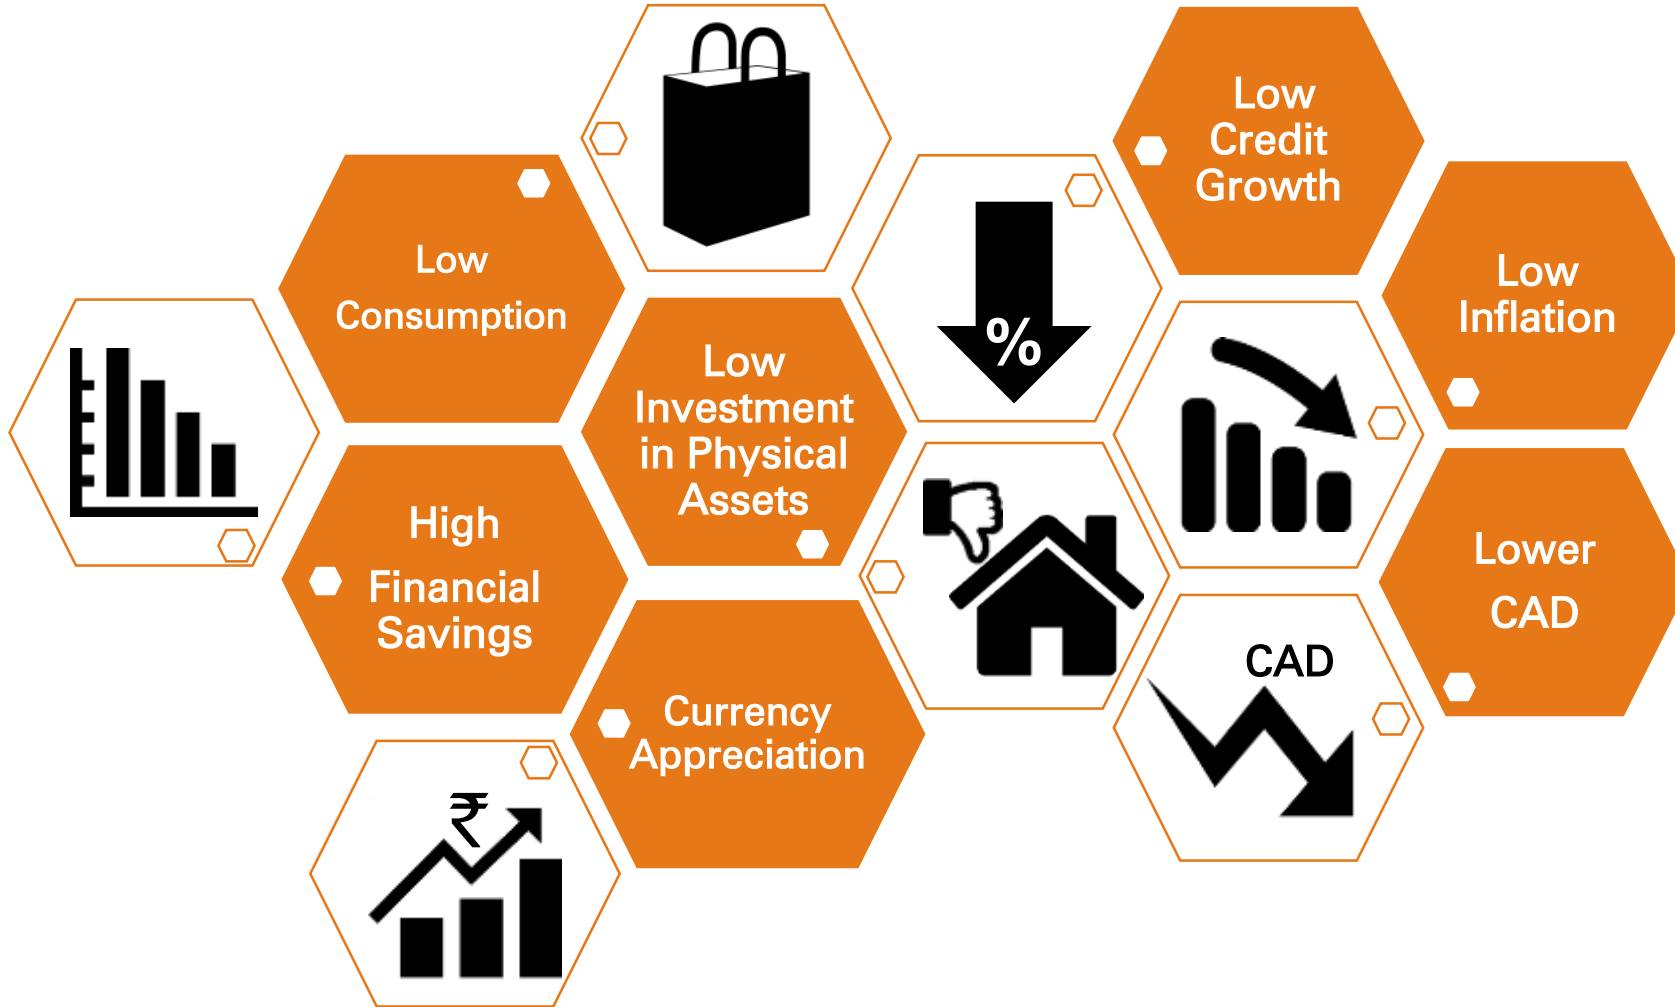 Low
Consumption
High
Financial
Savings
Low
Investment
in Physical
Assets
Currency
Appreciation
₹
%
Low
Credit
Growth
Low
Inflation
Lower
CAD
CAD